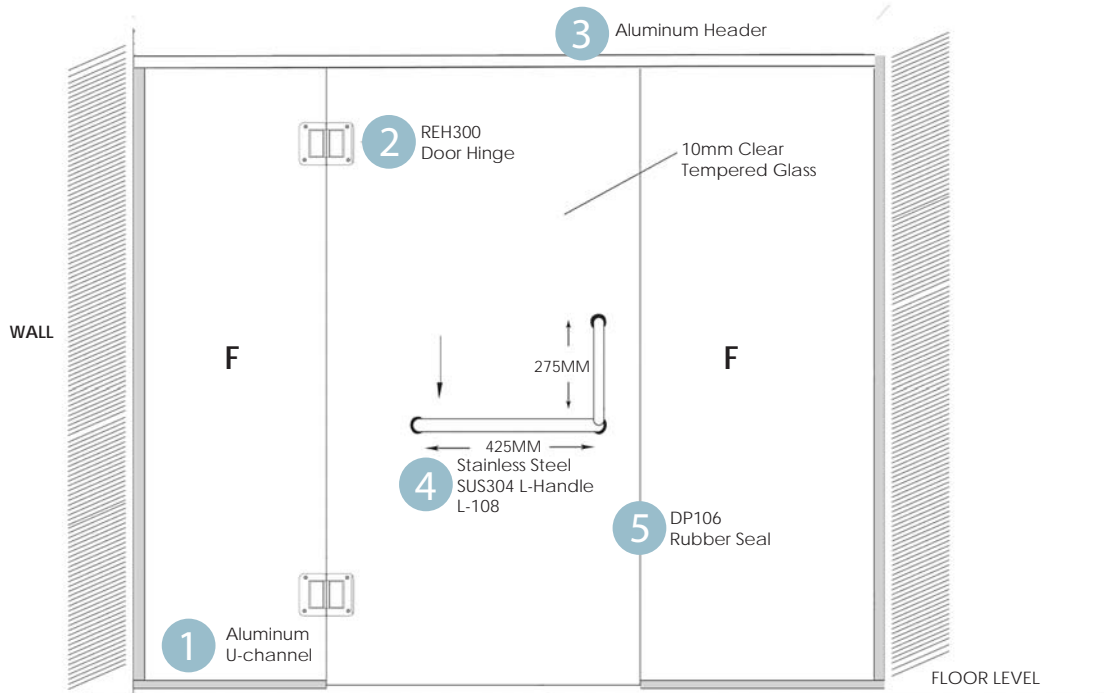 3
Aluminum Header
2
REH300
Door Hinge
10mm Clear
Tempered Glass
WALL
F
275MM
F
425MM
4
Stainless Steel
SUS304 L-Handle
L-108
5
DP106
Rubber Seal
1
Aluminum
U-channel
FLOOR LEVEL